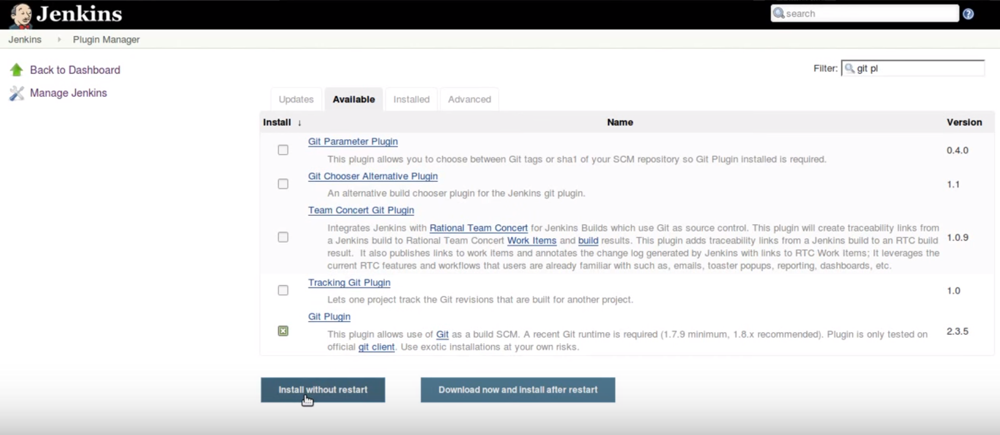 Jenkins
search
Jenkins Plugin Manager
Back to Dashboard
Manage Jenkins
Filter: git pl
Updates Available Installed Advanced
Install ↓ Name Version
Git Parameter Plugin
This plugin allows you to choose between Git tags or sha1 of your SCM repository so Git Plugin installed is required.
0.4.0
Git Chooser Alternative Plugin
An alternative build chooser plugin for the Jenkins git plugin.
1.1
Team Concert Git Plugin
Integrates Jenkins with Rational Team Concert for Jenkins Builds which use Git as source control. This plugin will create traceability links from
a Jenkins build to Rational Team Concert Work Items and build results. This plugin adds traceability links from a Jenkins build to an RTC build
result. It also publishes links to work items and annotates the change log generated by Jenkins with links to RTC Work Items; It leverages the
current RTC features and workflows that users are already familiar with such as, emails, toaster popups, reporting, dashboards, etc.
1.0.9
Tracking Git Plugin
Lets one project track the Git revisions that are built for another project.
1.0
Git Plugin
This plugin allows use of Git as a build SCM. A recent Git runtime is required (1.7.9 minimum, 1.8.x recommended). Plugin is only tested on
official git client. Use exotic installations at your own risks.
2.3.5
Install without restart
Download now and install after restart